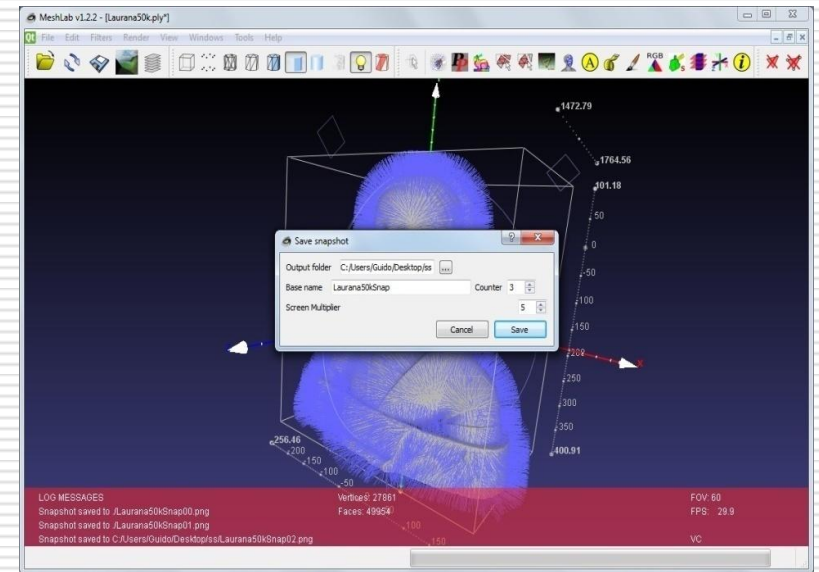 MeshLab v1.2.2 - [Laurana50k.ply*]
File Edit Filters Render View Windows Tools Help
RGB
1472.79
1764.56
101.18
50
0
-50
-100
-150
-200
-250
-300
-350
-400.91
X
Save snapshot
Output folder C:/Users/Guido/Desktop/ss ...
Base name Laurana50kSnap Counter 3
Screen Multiplier 5
Cancel Save
-256.46
-200
-150
-100
-50
100
150
LOG MESSAGES
Snapshot saved to ./Laurana50kSnap00.png
Snapshot saved to ./Laurana50kSnap01.png
Snapshot saved to C:/Users/Guido/Desktop/ss/Laurana50kSnap02.png
Vertices: 27861
Faces: 49954
FOV: 60
FPS: 29.9
VC